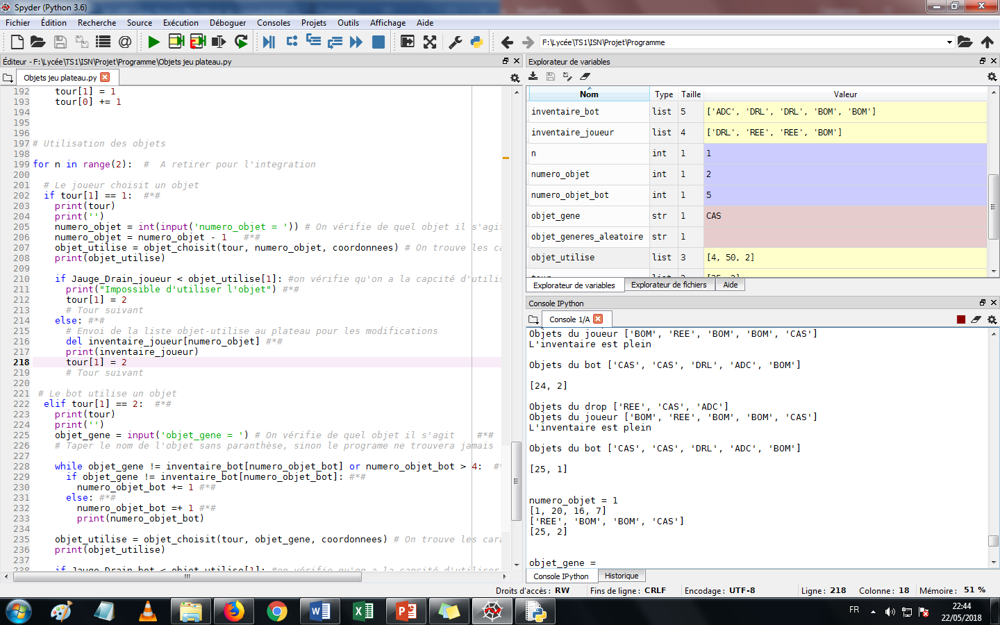 Spyder (Python 3.6)
Fichier Édition Recherche Source Exécution Déboguer Consoles Projets Outils Affichage Aide
F:\Lycée\TS1\ISN\Projet\Programme
Éditeur - F:\Lycée\TS1\ISN\Projet\Programme\Objets jeu plateau.py
Objets jeu plateau.py
192 tour[1] = 1
193 tour[0] += 1
194
195
196
197 # Utilisation des objets
198
199 for n in range(2):  #  A retirer pour l'integration
200
201 # Le joueur choisit un objet
202 if tour[1] == 1:  #*#
203 print(tour)
204 print('')
205 numero_objet = int(input('numero_objet = ')) # On vérifie de quel objet il s'agit
206 numero_objet = numero_objet - 1   #*#
207 objet_utilise = objet_choisit(tour, numero_objet, coordonnees) # On trouve les ca
208 print(objet_utilise)
209
210 if Jauge_Drain_joueur < objet_utilise[1]: #on vérifie qu'on a la capcité d'utilis
211 print("Impossible d'utiliser l'objet") #*#
212 tour[1] = 2
213 # Tour suivant
214 else: #*#
215 # Envoi de la liste objet-utilise au plateau pour les modifications
216 del inventaire_joueur[numero_objet] #*#
217 print(inventaire_joueur)
218 tour[1] = 2
219 # Tour suivant
220
221 # Le bot utilise un objet
222 elif tour[1] == 2:  #*#
223 print(tour)
224 print('')
225 objet_gene = input('objet_gene = ') # On vérifie de quel objet il s'agit    #*#
226 # Taper le nom de l'objet sans paranthèse, sinon le programe ne trouvera jamais
227
228 while objet_gene != inventaire_bot[numero_objet_bot] or numero_objet_bot > 4:  #*
229 if objet_gene != inventaire_bot[numero_objet_bot]: #*#
230 numero_objet_bot += 1 #*#
231 else: #*#
232 numero_objet_bot =+ 1 #*#
233 print(numero_objet_bot)
234
235 objet_utilise = objet_choisit(tour, objet_gene, coordonnees) # On trouve les cara
236 print(objet_utilise)
237
238 if Jauge_Drain_bot < objet_utilise[1]: #on vérifie qu'on a la capcité d'utiliser
Explorateur de variables
Nom Type Taille Valeur
inventaire_bot list 5 ['ADC', 'DRL', 'DRL', 'BOM', 'BOM']
inventaire_joueur list 4 ['DRL', 'REE', 'REE', 'BOM']
n int 1 1
numero_objet int 1 2
numero_objet_bot int 1 5
objet_gene str 1 CAS
objet_generes_aleatoire str 1
objet_utilise list 3 [4, 50, 2]
Explorateur de variables Explorateur de fichiers Aide
Console IPython
Console 1/A
Objets du joueur ['BOM', 'REE', 'BOM', 'BOM', 'CAS']
L'inventaire est plein
Objets du bot ['CAS', 'CAS', 'DRL', 'ADC', 'BOM']
[24, 2]
Objets du drop ['REE', 'CAS', 'ADC']
Objets du joueur ['BOM', 'REE', 'BOM', 'BOM', 'CAS']
L'inventaire est plein
Objets du bot ['CAS', 'CAS', 'DRL', 'ADC', 'BOM']
[25, 1]
numero_objet = 1
[1, 20, 16, 7]
['REE', 'BOM', 'BOM', 'CAS']
[25, 2]
objet_gene =
Console IPython Historique
Droits d'accès : RW Fins de ligne : CRLF Encodage : UTF-8 Ligne : 218 Colonne : 18 Mémoire : 51 %
FR
22:44
22/05/2018